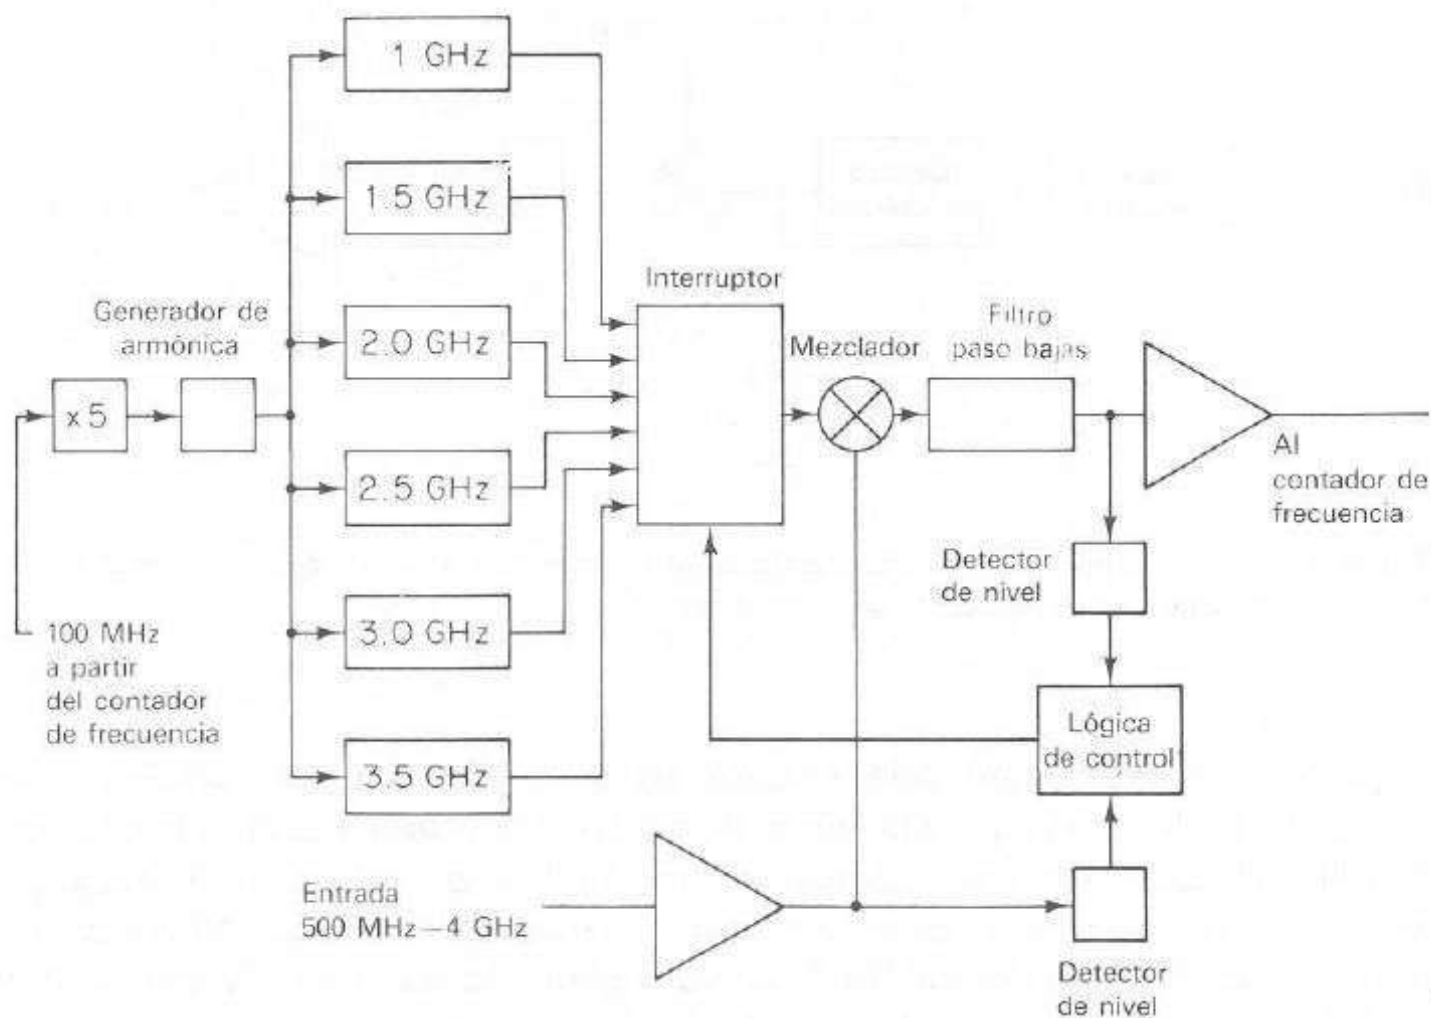 1 GHz
1.5 GHz
Interruptor
Generador de
armónica
2.0 GHz
Mezclador
Filtro
paso bajas
x 5
2.5 GHz
Al
contador de
frecuencia
Detector
de nivel
100 MHz
a partir
del contador
de frecuencia
3.0 GHz
Lógica
de control
3.5 GHz
Entrada
500 MHz—4 GHz
Detector
de nivel